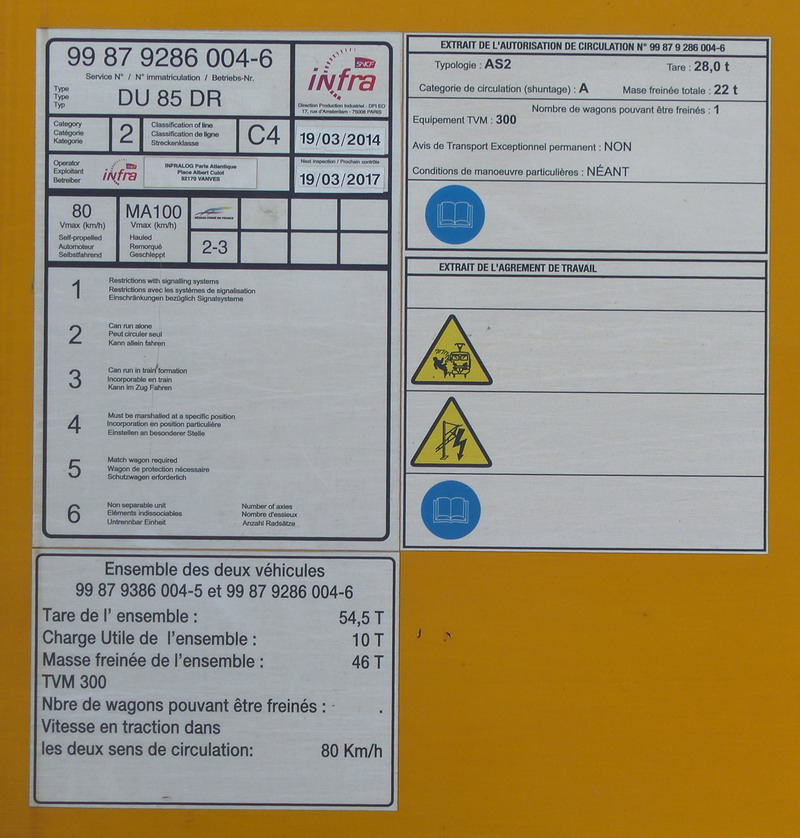 99 87 9286 004-6
Service N° / N° immatriculation / Betriebs-Nr.
Type
Type
Typ
DU 85 DR
SNCF
infra
Direction Production Industriel - DPI EO
17, rue d'Amsterdam - 75008 PARIS
Category
Catégorie
Kategorie
2
Classification of line
Classification de ligne
Streckenklasse
C4
19/03/2014
Operator
Exploitant
Betreiber
infra
INFRALOG Paris Atlantique
Place Albert Culot
92170 VANVES
Next inspection / Prochain contrôle
19/03/2017
80
Vmax (km/h)
Self-propelled
Automoteur
Selbstfahrend
MA100
Vmax (km/h)
Hauled
Remorqué
Geschleppt
RÉSEAU FERRÉ DE FRANCE
2-3
1
Restrictions with signalling systems
Restrictions avec les systèmes de signalisation
Einschränkungen bezüglich Signalsysteme
2
Can run alone
Peut circuler seul
Kann allein fahren
3
Can run in train formation
Incorporable en train
Kann im Zug Fahren
4
Must be marshalled at a specific position
Incorporation en position particulière
Einstellen an besonderer Stelle
5
Match wagon required
Wagon de protection nécessaire
Schutzwagen erforderlich
6
Non separable unit
Eléments indissociables
Untrennbar Einheit
Number of axles
Nombre d'essieux
Anzahl Radsätze
Ensemble des deux véhicules
99 87 9386 004-5 et 99 87 9286 004-6
Tare de l' ensemble : 54,5 T
Charge Utile de l'ensemble : 10 T
Masse freinée de l'ensemble : 46 T
TVM 300
Nbre de wagons pouvant être freinés : .
Vitesse en traction dans
les deux sens de circulation: 80 Km/h
EXTRAIT DE L'AUTORISATION DE CIRCULATION N° 99 87 9 286 004-6
Typologie : AS2 Tare : 28,0 t
Categorie de circulation (shuntage) : A Masse freinée totale : 22 t
Nombre de wagons pouvant être freinés : 1
Equipement TVM : 300
Avis de Transport Exceptionnel permanent : NON
Conditions de manoeuvre particulières : NÉANT
EXTRAIT DE L'AGREMENT DE TRAVAIL